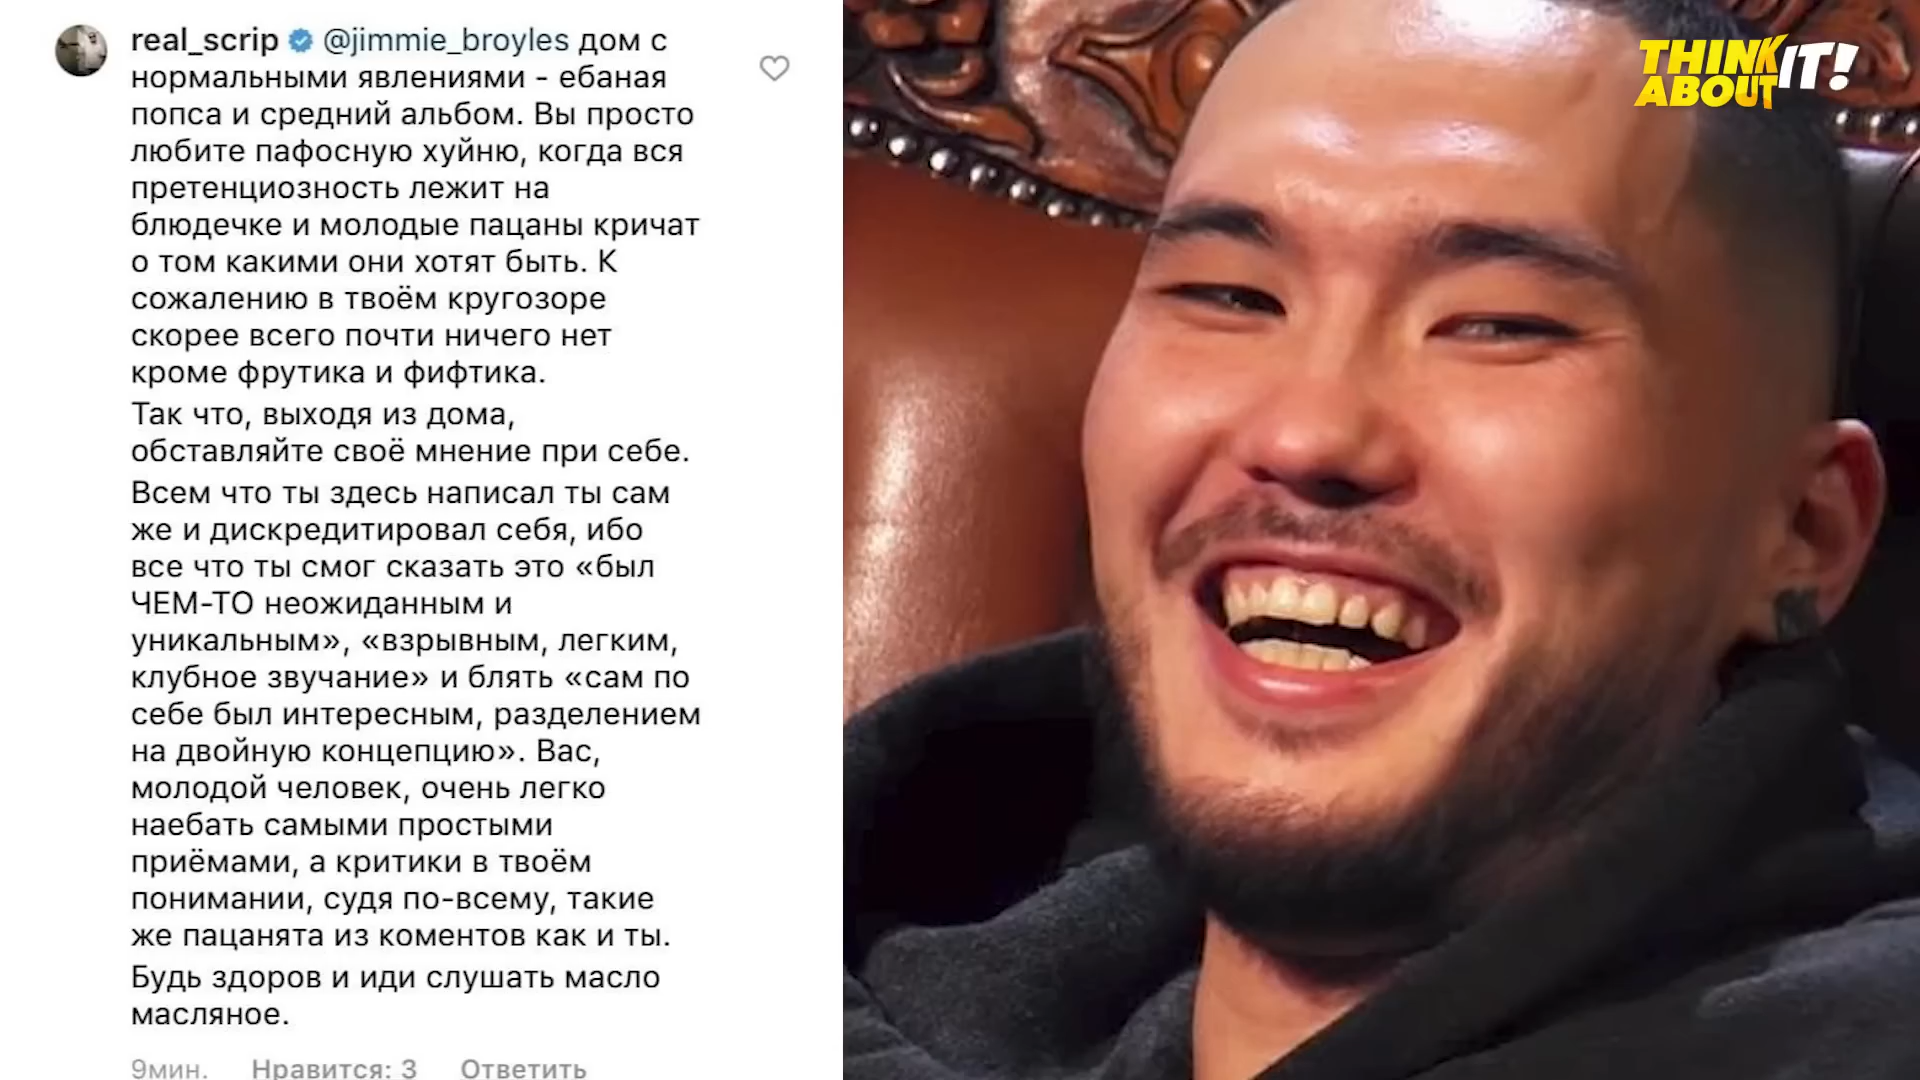 real_scrip @jimmie_broyles дом с
нормальными явлениями - ебаная
попса и средний альбом. Вы просто
любите пафосную хуйню, когда вся
претенциозность лежит на
блюдечке и молодые пацаны кричат
о том какими они хотят быть. К
сожалению в твоём кругозоре
скорее всего почти ничего нет
кроме фрутика и фифтика.
Так что, выходя из дома,
обставляйте своё мнение при себе.
Всем что ты здесь написал ты сам
же и дискредитировал себя, ибо
все что ты смог сказать это «был
ЧЕМ-ТО неожиданным и
уникальным», «взрывным, легким,
клубное звучание» и блять «сам по
себе был интересным, разделением
на двойную концепцию». Вас,
молодой человек, очень легко
наебать самыми простыми
приёмами, а критики в твоём
понимании, судя по-всему, такие
же пацанята из коментов как и ты.
Будь здоров и иди слушать масло
масляное.
9мин. Нравится: 3 Ответить
THINK
ABOUT IT!